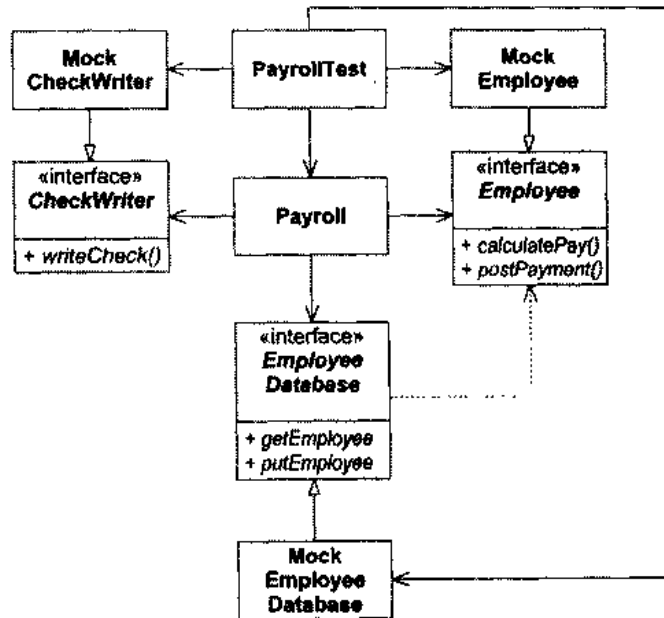 Mock
CheckWriter
PayrollTest
Mock
Employee
«interface»
CheckWriter
+ writeCheck()
Payroll
«interface»
Employee
+ calculatePay()
+ postPayment()
«interface»
Employee
Database
+ getEmployee
+ putEmployee
Mock
Employee
Database